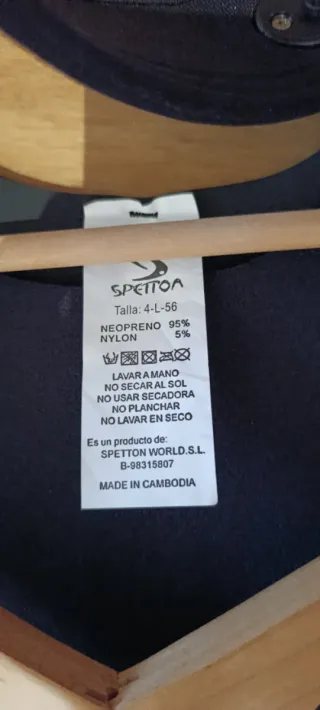 SPETTON
Talla: 4-L-56
NEOPRENO 95%
NYLON 5%
LAVAR A MANO
NO SECAR AL SOL
NO USAR SECADORA
NO PLANCHAR
NO LAVAR EN SECO
Es un producto de:
SPETTON WORLD.S.L.
B-98315807
MADE IN CAMBODIA